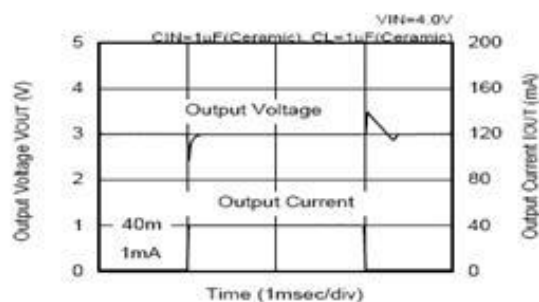 VIN=4.0V
CIN=1uF(Ceramic), CL=1uF(Ceramic)
5
4
3
2
1
0
200
160
120
80
40
0
Output Voltage VOUT (V)
Output Current IOUT (mA)
Output Voltage
Output Current
40m
1mA
Time (1msec/div)